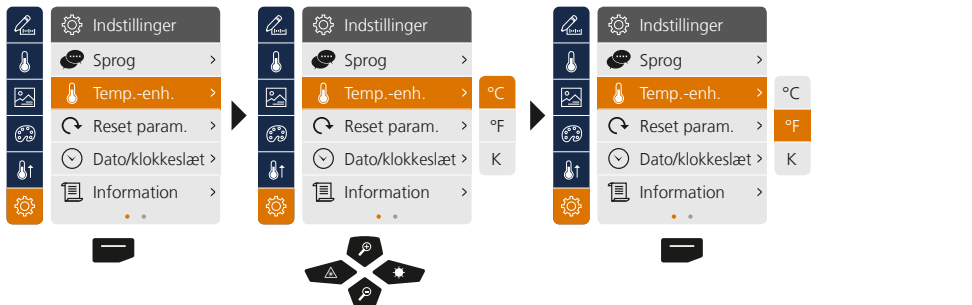 Indstillinger
Sprog
Temp.-enh.
Reset param.
Dato/klokkeslæt
Information
Indstillinger
Sprog
Temp.-enh.
Reset param.
Dato/klokkeslæt
Information
°C
°F
K
Indstillinger
Sprog
Temp.-enh.
Reset param.
Dato/klokkeslæt
Information
°C
°F
K